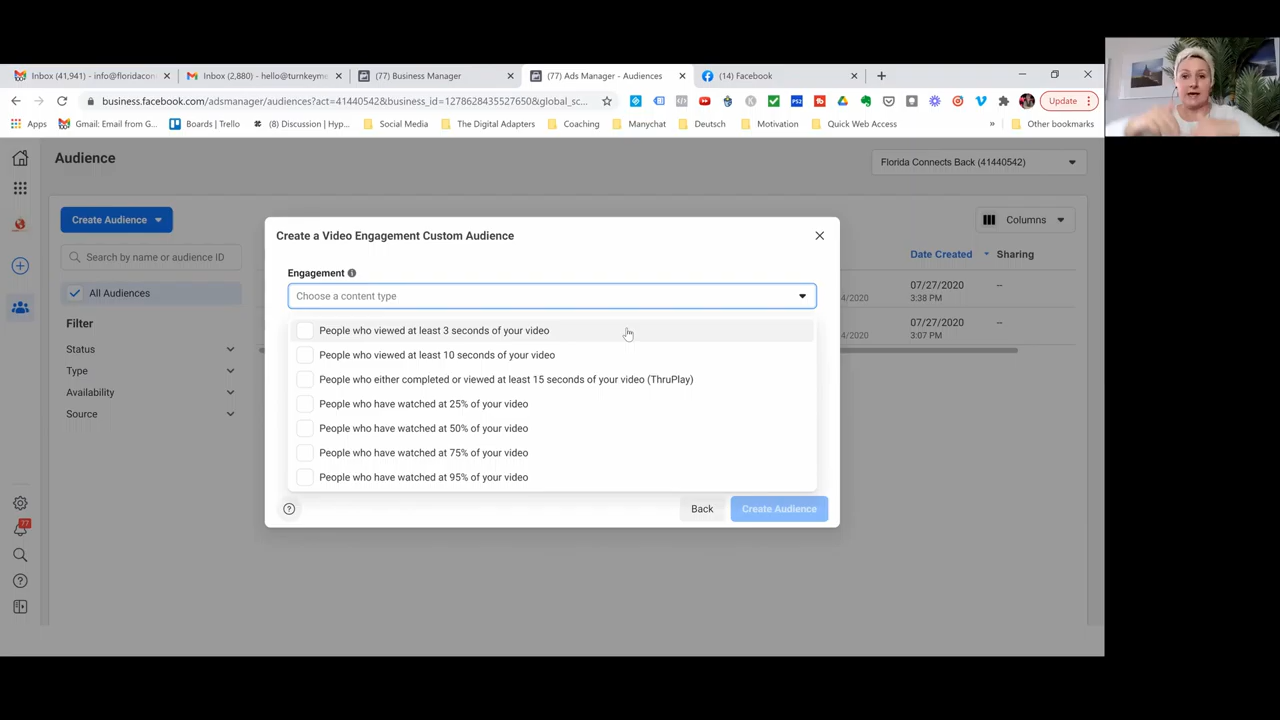 Inbox (41,941) - info@floridacon
Inbox (2,880) - hello@turnkeyme
(77) Business Manager
(77) Ads Manager - Audiences
(14) Facebook
business.facebook.com/adsmanager/audiences?act=41440542&business_id=1278628435527650&global_sc...
Update
Apps
Gmail: Email from G...
Boards | Trello
(8) Discussion | Hyp...
Social Media
The Digital Adapters
Coaching
Manychat
Deutsch
Motivation
Quick Web Access
»
Other bookmarks
Audience
Florida Connects Back (41440542)
Create Audience
Columns
Search by name or audience ID
Date Created
Sharing
All Audiences
07/27/2020
--
4/2020
3:38 PM
Filter
07/27/2020
--
4/2020
3:07 PM
Status
Type
Availability
Source
77
Create a Video Engagement Custom Audience
Engagement
Choose a content type
People who viewed at least 3 seconds of your video
People who viewed at least 10 seconds of your video
People who either completed or viewed at least 15 seconds of your video (ThruPlay)
People who have watched at 25% of your video
People who have watched at 50% of your video
People who have watched at 75% of your video
People who have watched at 95% of your video
Back
Create Audience